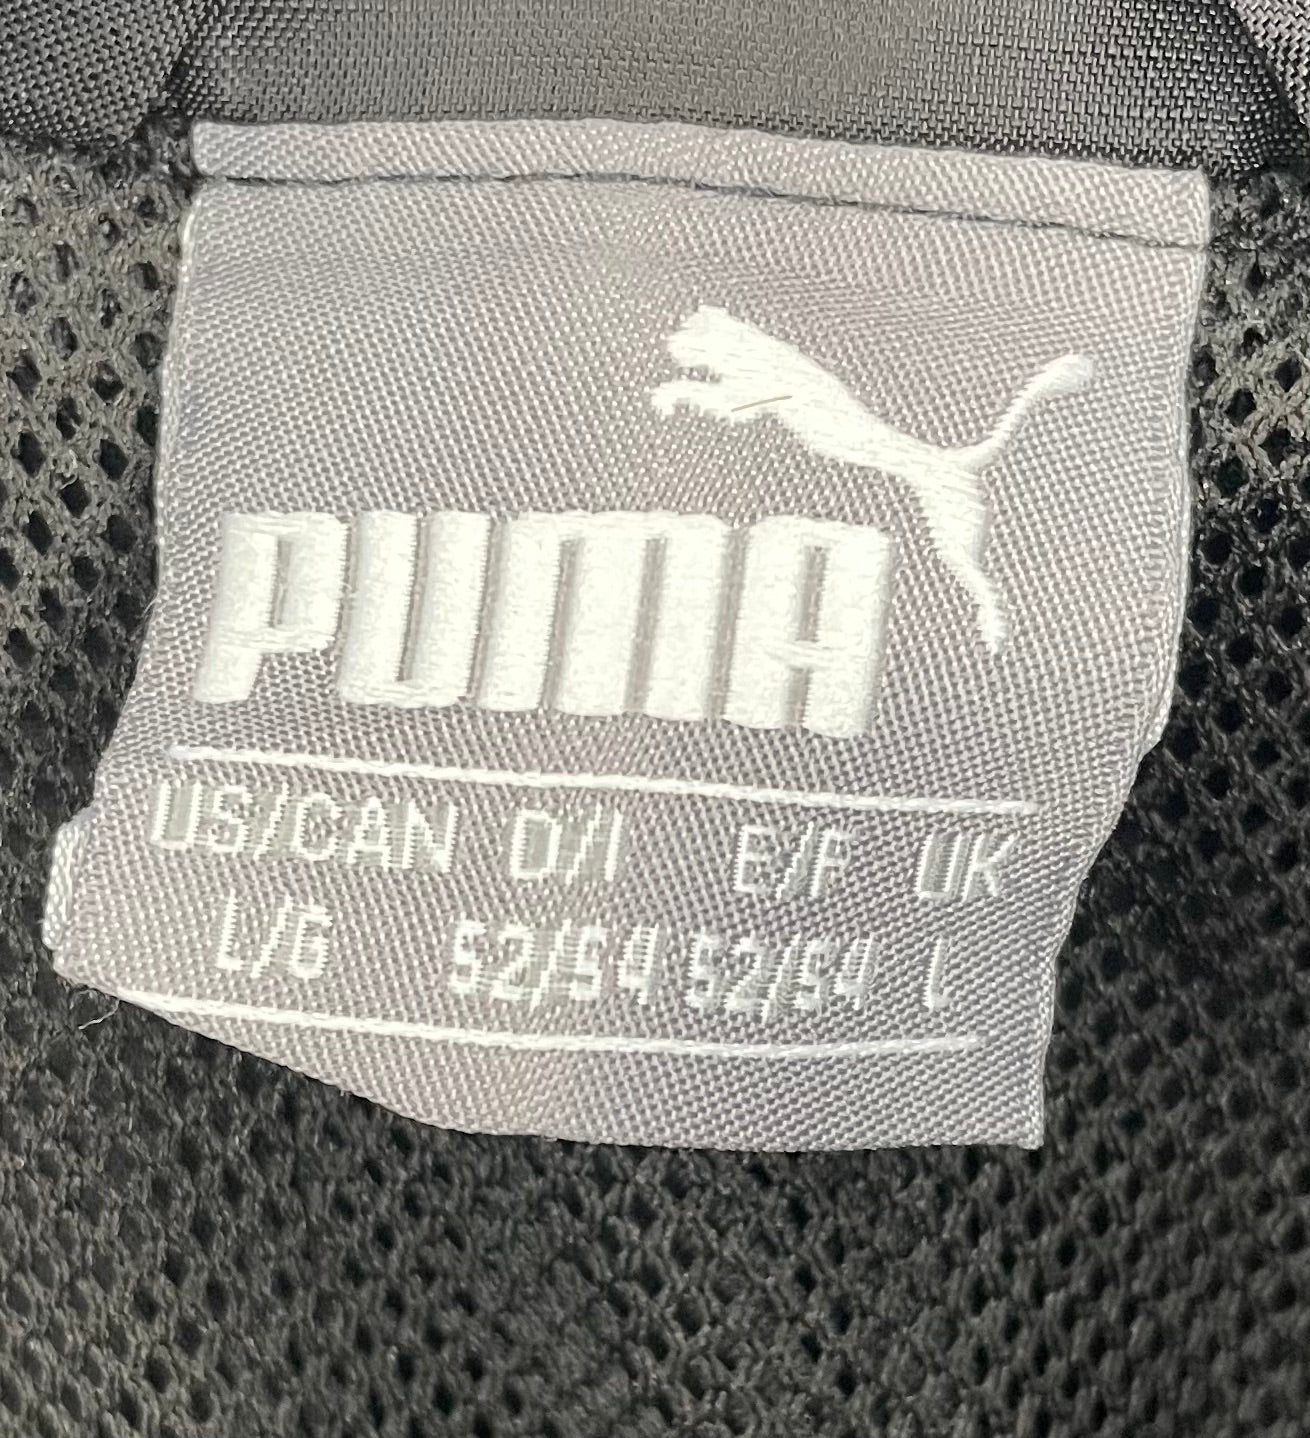 PUMA
US/CAN D/I E/F UK
L/G 52/54 52/54 L